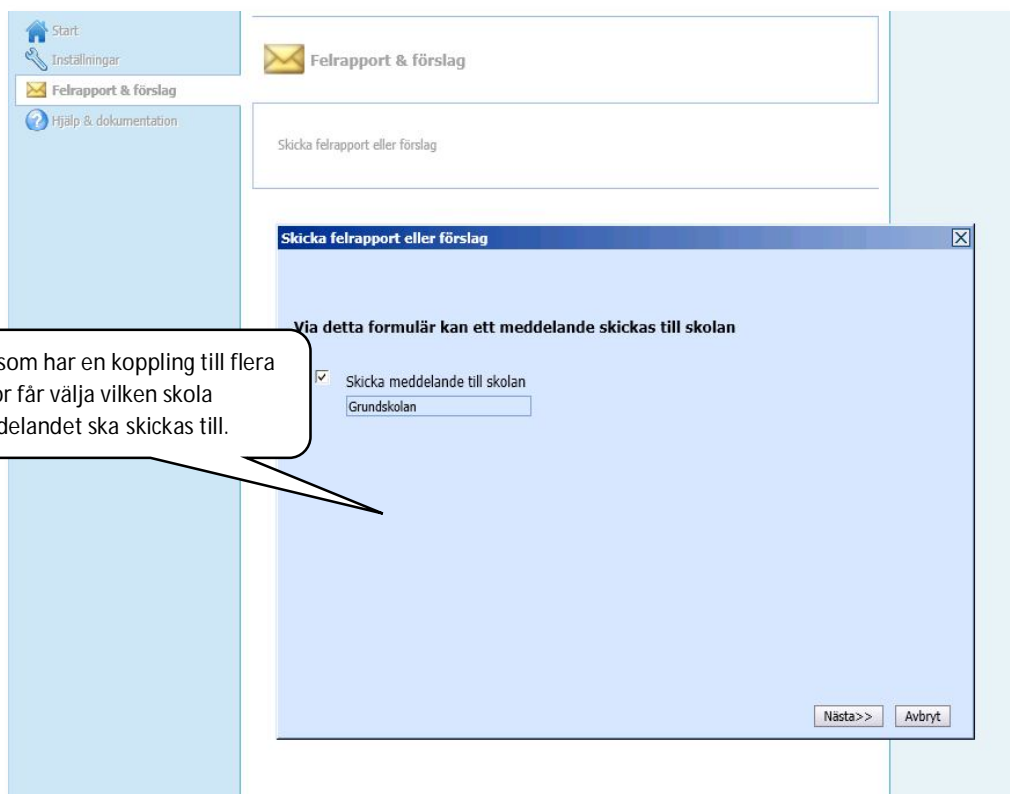 Start
Inställningar
Felrapport & förslag
Hjälp & dokumentation
Felrapport & förslag
Skicka felrapport eller förslag
Skicka felrapport eller förslag
Via detta formulär kan ett meddelande skickas till skolan
Skicka meddelande till skolan
Grundskolan
som har en koppling till flera
får välja vilken skola
ska skickas till.
Nästa>>
Avbryt